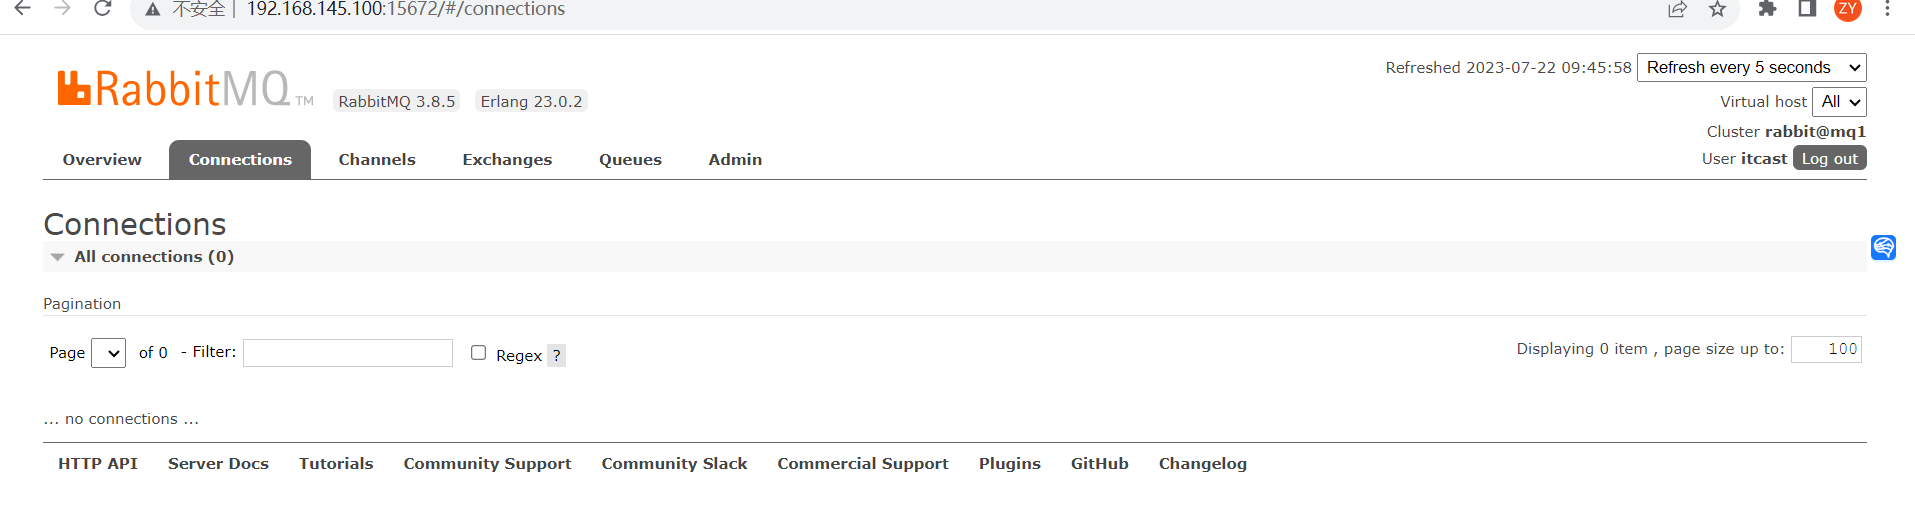 不安全 | 192.168.145.100:15672/#/connections
ZY
RabbitMQ TM RabbitMQ 3.8.5 Erlang 23.0.2
Refreshed 2023-07-22 09:45:58 Refresh every 5 seconds
Virtual host All
Cluster rabbit@mq1
User itcast Log out
Overview Connections Channels Exchanges Queues Admin
Connections
All connections (0)
Pagination
Page of 0 - Filter: Regex ? Displaying 0 item , page size up to: 100
... no connections ...
HTTP API Server Docs Tutorials Community Support Community Slack Commercial Support Plugins GitHub Changelog